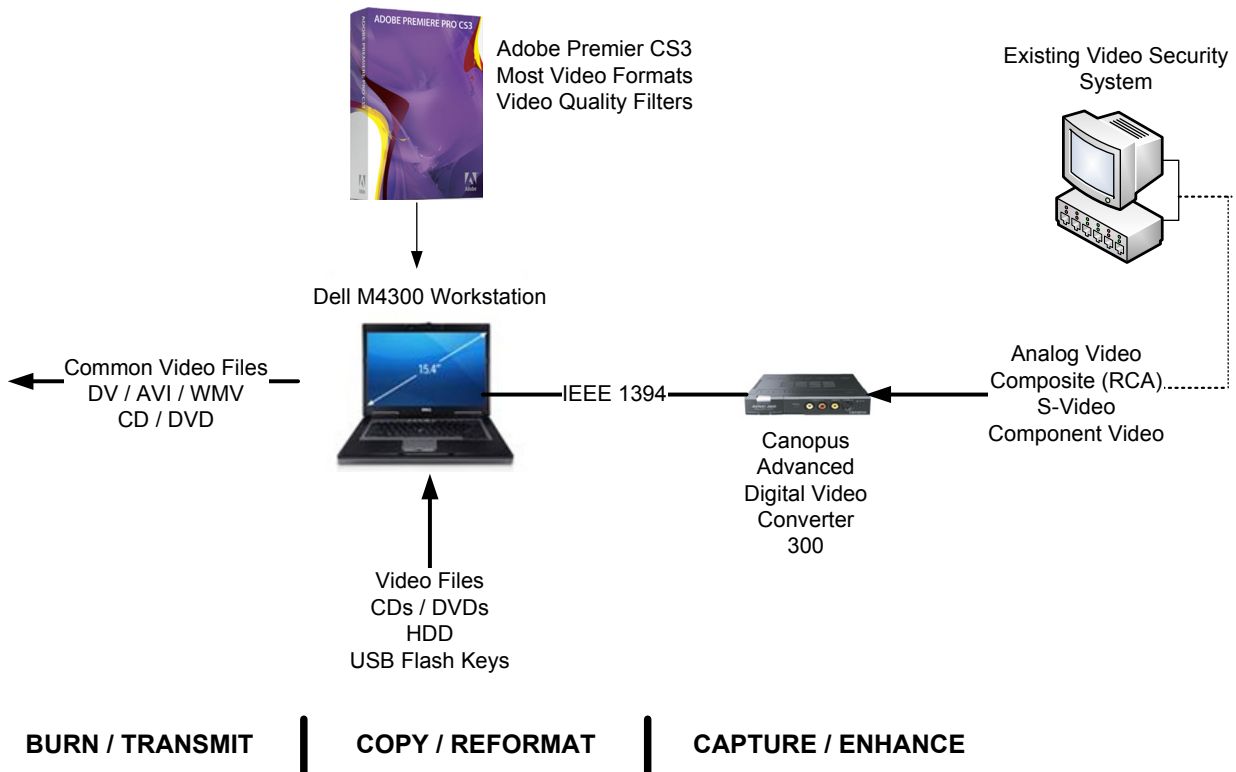 ADOBE PREMIERE PRO CS3
Adobe Premier CS3
Most Video Formats
Video Quality Filters
Existing Video Security
System
Dell M4300 Workstation
15.4"
Common Video Files
DV / AVI / WMV
CD / DVD
IEEE 1394
Analog Video
Composite (RCA)
S-Video
Component Video
Canopus
Advanced
Digital Video
Converter
300
Video Files
CDs / DVDs
HDD
USB Flash Keys
BURN / TRANSMIT
COPY / REFORMAT
CAPTURE / ENHANCE